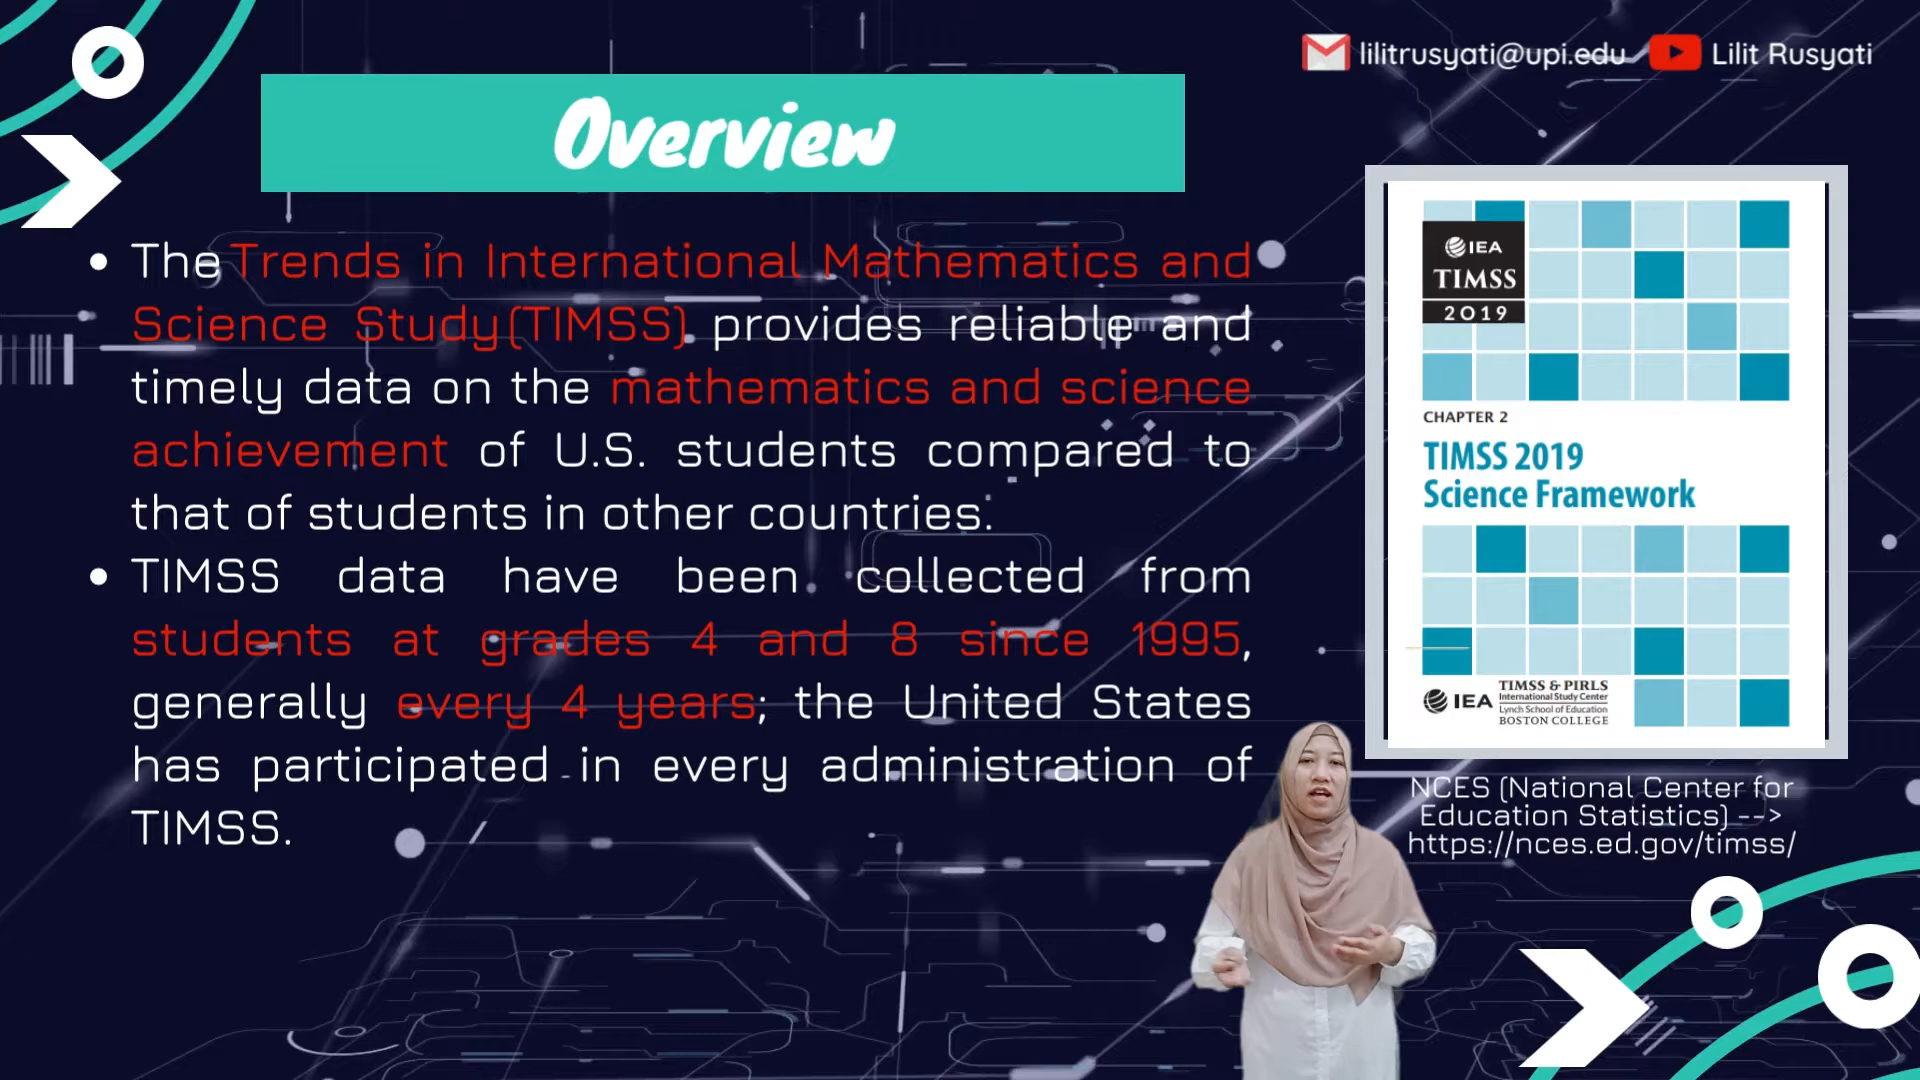 lilitrusyati@upi.edu Lilit Rusyati
Overview
The Trends in International Mathematics and
Science Study(TIMSS) provides reliable and
timely data on the mathematics and science
achievement of U.S. students compared to
that of students in other countries.
TIMSS data have been collected from
students at grades 4 and 8 since 1995,
generally every 4 years; the United States
has participated in every administration of
TIMSS.
IEA
TIMSS
2019
CHAPTER 2
TIMSS 2019
Science Framework
IEA
TIMSS & PIRLS
International Study Center
Lynch School of Education
BOSTON COLLEGE
NCES (National Center for
Education Statistics) -->
https://nces.ed.gov/timss/